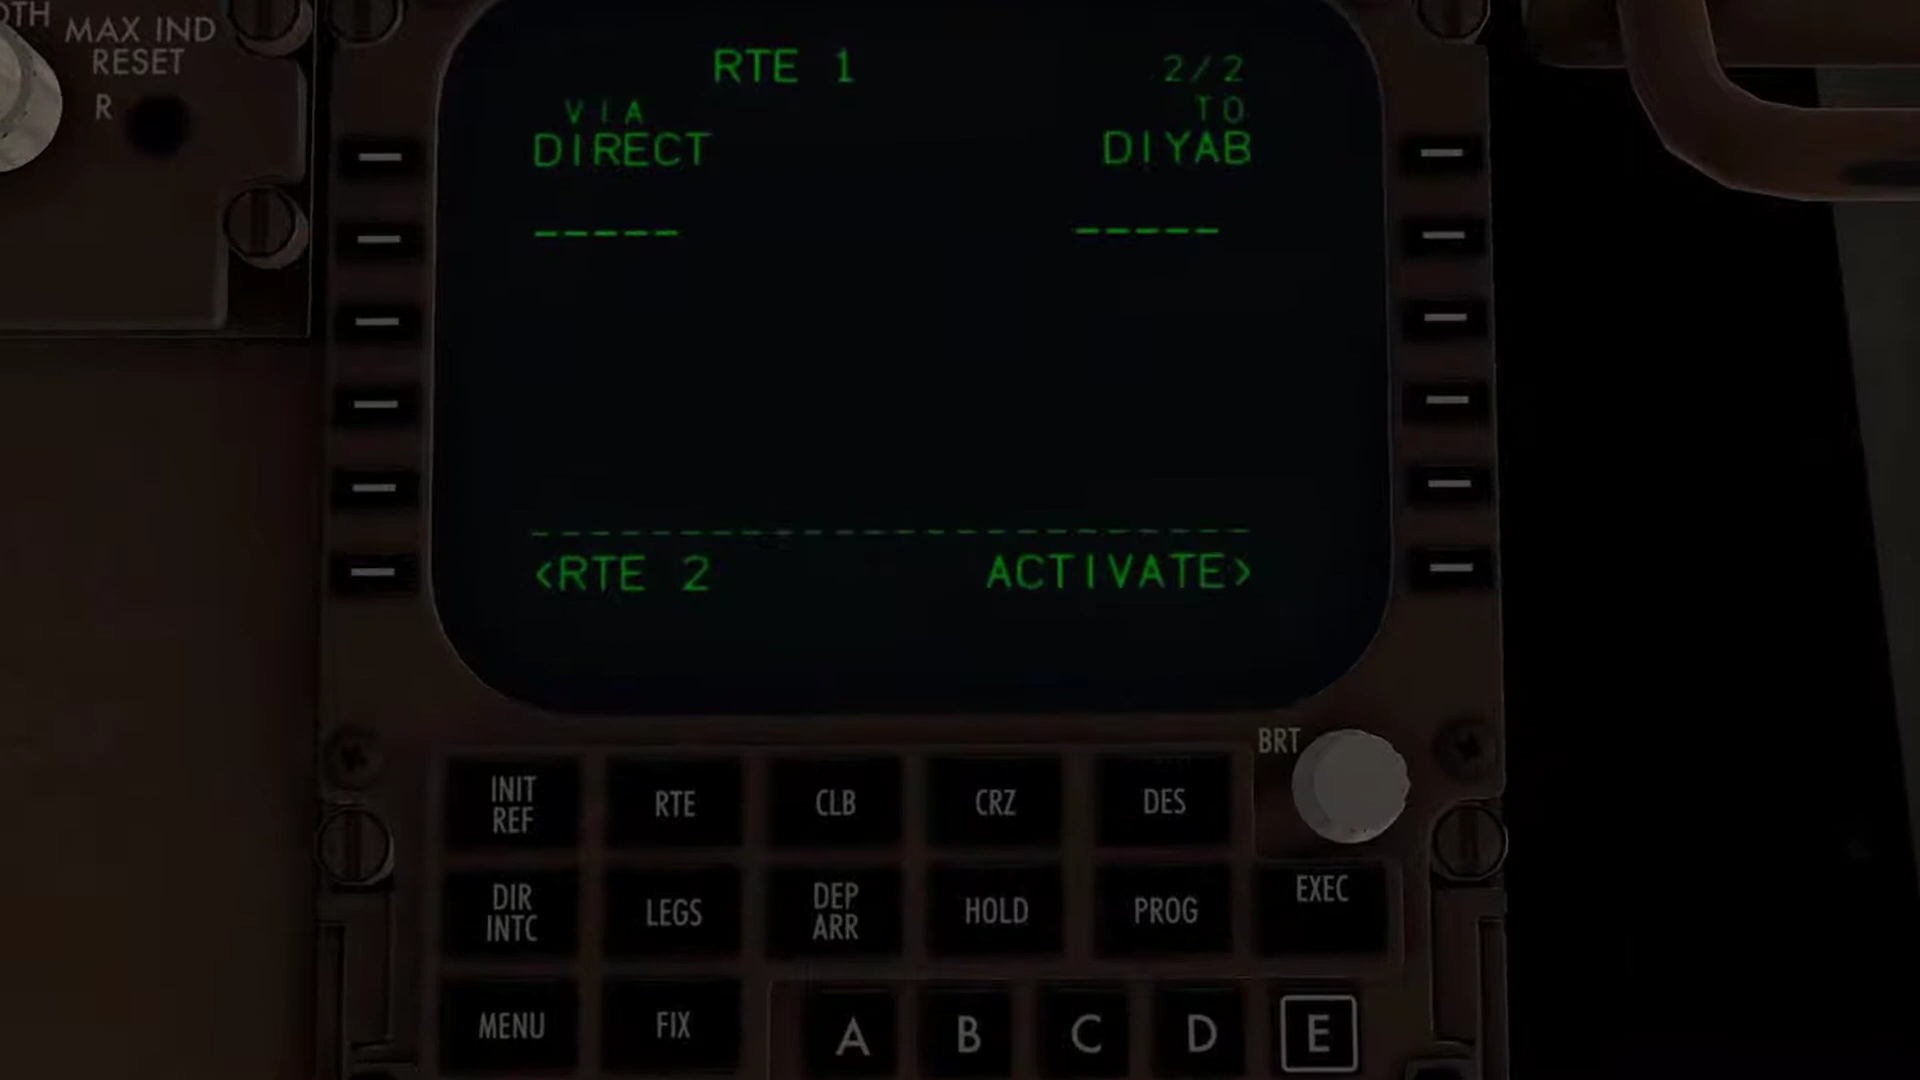 MAX IND
RESET
R
RTE 1 2/2
VIA TO
DIRECT DIYAB
----- -----
<RTE 2 ACTIVATE>
BRT
INIT
REF
RTE
CLB
CRZ
DES
DIR
INTC
LEGS
DEP
ARR
HOLD
PROG
EXEC
MENU
FIX
A B C D E